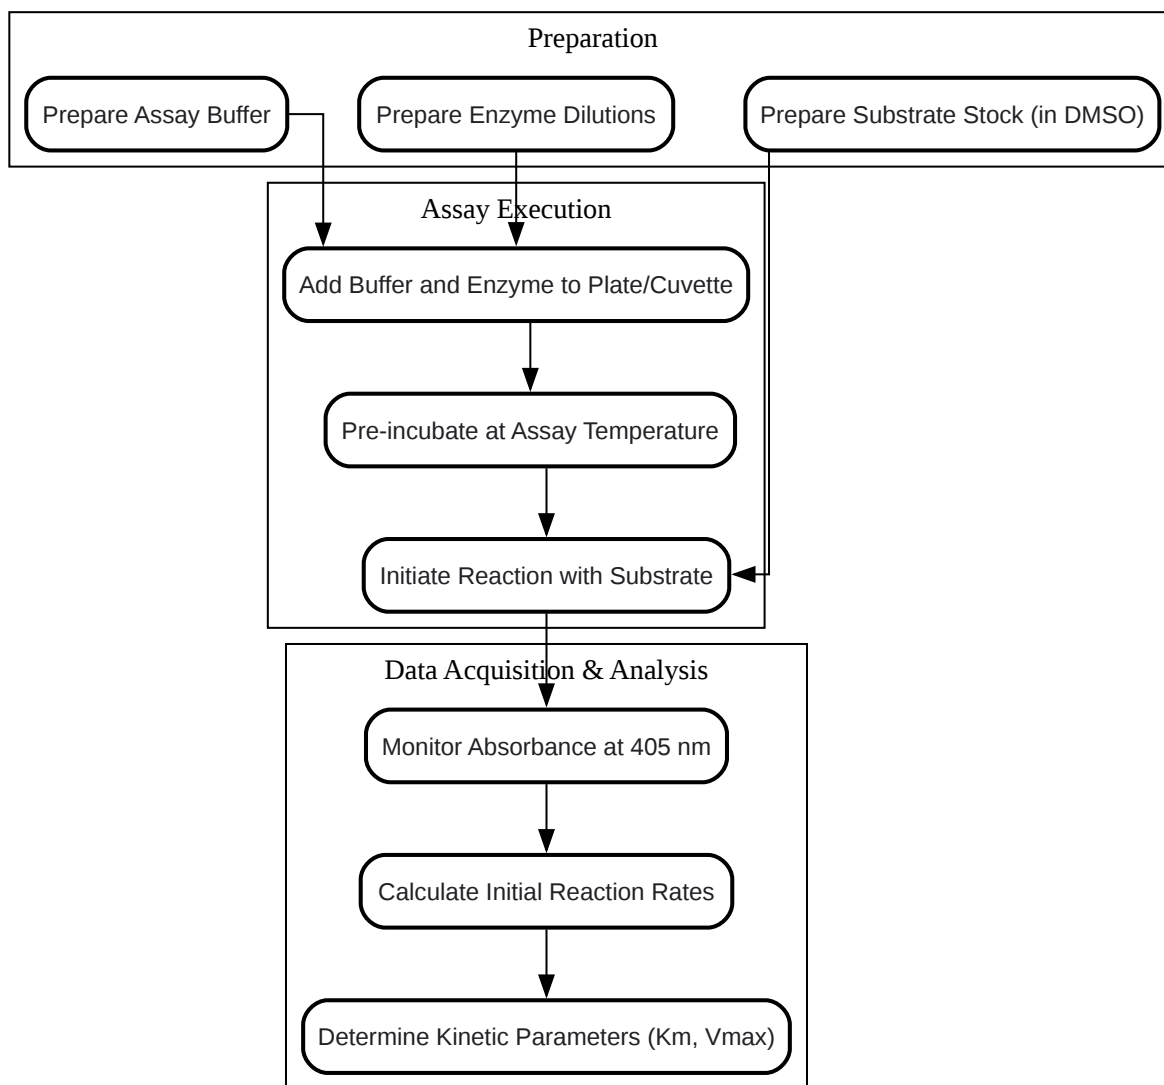 Preparation
Prepare Assay Buffer
Prepare Enzyme Dilutions
Prepare Substrate Stock (in DMSO)
Assay Execution
Add Buffer and Enzyme to Plate/Cuvette
Pre-incubate at Assay Temperature
Initiate Reaction with Substrate
Data Acquisition & Analysis
Monitor Absorbance at 405 nm
Calculate Initial Reaction Rates
Determine Kinetic Parameters (Km, Vmax)